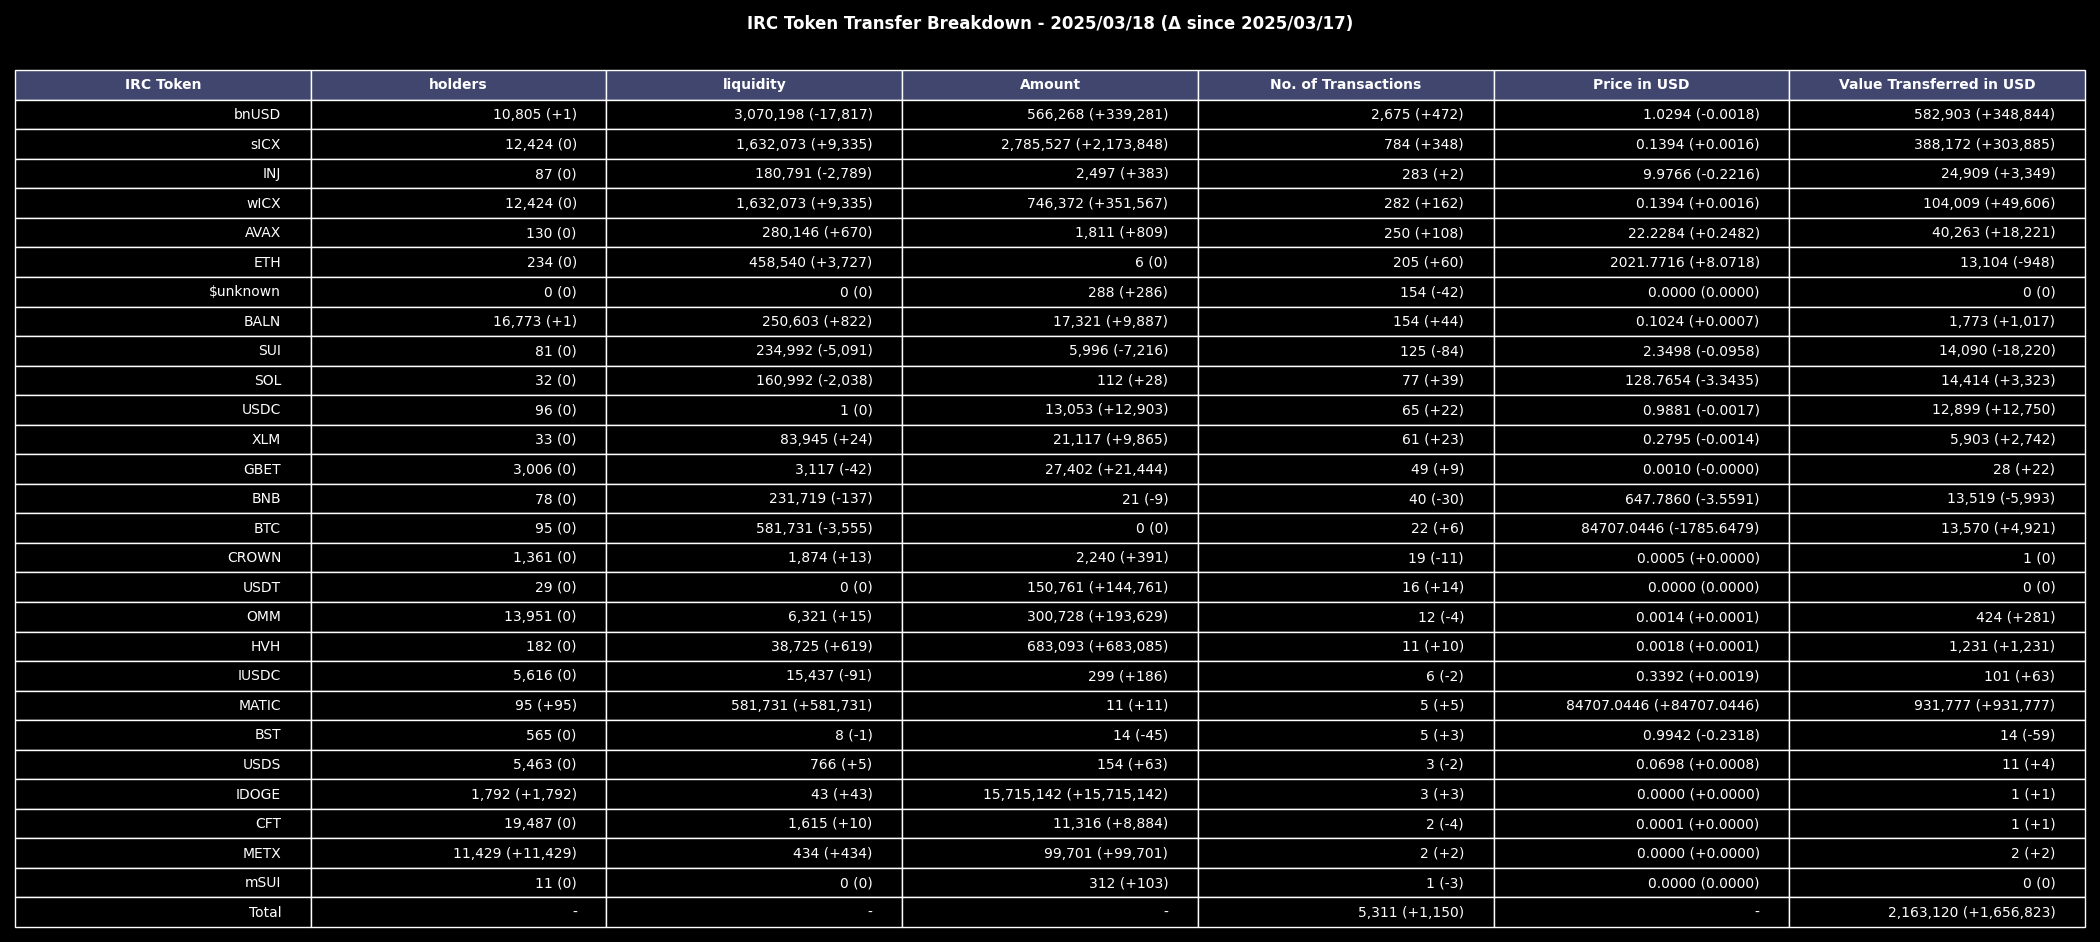 IRC Token Transfer Breakdown - 2025/03/18 (Δ since 2025/03/17)
IRC Token holders liquidity Amount No. of Transactions Price in USD Value Transferred in USD
bnUSD 10,805 (+1) 3,070,198 (-17,817) 566,268 (+339,281) 2,675 (+472) 1.0294 (-0.0018) 582,903 (+348,844)
sICX 12,424 (0) 1,632,073 (+9,335) 2,785,527 (+2,173,848) 784 (+348) 0.1394 (+0.0016) 388,172 (+303,885)
INJ 87 (0) 180,791 (-2,789) 2,497 (+383) 283 (+2) 9.9766 (-0.2216) 24,909 (+3,349)
wICX 12,424 (0) 1,632,073 (+9,335) 746,372 (+351,567) 282 (+162) 0.1394 (+0.0016) 104,009 (+49,606)
AVAX 130 (0) 280,146 (+670) 1,811 (+809) 250 (+108) 22.2284 (+0.2482) 40,263 (+18,221)
ETH 234 (0) 458,540 (+3,727) 6 (0) 205 (+60) 2021.7716 (+8.0718) 13,104 (-948)
$unknown 0 (0) 0 (0) 288 (+286) 154 (-42) 0.0000 (0.0000) 0 (0)
BALN 16,773 (+1) 250,603 (+822) 17,321 (+9,887) 154 (+44) 0.1024 (+0.0007) 1,773 (+1,017)
SUI 81 (0) 234,992 (-5,091) 5,996 (-7,216) 125 (-84) 2.3498 (-0.0958) 14,090 (-18,220)
SOL 32 (0) 160,992 (-2,038) 112 (+28) 77 (+39) 128.7654 (-3.3435) 14,414 (+3,323)
USDC 96 (0) 1 (0) 13,053 (+12,903) 65 (+22) 0.9881 (-0.0017) 12,899 (+12,750)
XLM 33 (0) 83,945 (+24) 21,117 (+9,865) 61 (+23) 0.2795 (-0.0014) 5,903 (+2,742)
GBET 3,006 (0) 3,117 (-42) 27,402 (+21,444) 49 (+9) 0.0010 (-0.0000) 28 (+22)
BNB 78 (0) 231,719 (-137) 21 (-9) 40 (-30) 647.7860 (-3.5591) 13,519 (-5,993)
BTC 95 (0) 581,731 (-3,555) 0 (0) 22 (+6) 84707.0446 (-1785.6479) 13,570 (+4,921)
CROWN 1,361 (0) 1,874 (+13) 2,240 (+391) 19 (-11) 0.0005 (+0.0000) 1 (0)
USDT 29 (0) 0 (0) 150,761 (+144,761) 16 (+14) 0.0000 (0.0000) 0 (0)
OMM 13,951 (0) 6,321 (+15) 300,728 (+193,629) 12 (-4) 0.0014 (+0.0001) 424 (+281)
HVH 182 (0) 38,725 (+619) 683,093 (+683,085) 11 (+10) 0.0018 (+0.0001) 1,231 (+1,231)
IUSDC 5,616 (0) 15,437 (-91) 299 (+186) 6 (-2) 0.3392 (+0.0019) 101 (+63)
MATIC 95 (+95) 581,731 (+581,731) 11 (+11) 5 (+5) 84707.0446 (+84707.0446) 931,777 (+931,777)
BST 565 (0) 8 (-1) 14 (-45) 5 (+3) 0.9942 (-0.2318) 14 (-59)
USDS 5,463 (0) 766 (+5) 154 (+63) 3 (-2) 0.0698 (+0.0008) 11 (+4)
IDOGE 1,792 (+1,792) 43 (+43) 15,715,142 (+15,715,142) 3 (+3) 0.0000 (+0.0000) 1 (+1)
CFT 19,487 (0) 1,615 (+10) 11,316 (+8,884) 2 (-4) 0.0001 (+0.0000) 1 (+1)
METX 11,429 (+11,429) 434 (+434) 99,701 (+99,701) 2 (+2) 0.0000 (+0.0000) 2 (+2)
mSUI 11 (0) 0 (0) 312 (+103) 1 (-3) 0.0000 (0.0000) 0 (0)
Total - - - 5,311 (+1,150) - 2,163,120 (+1,656,823)